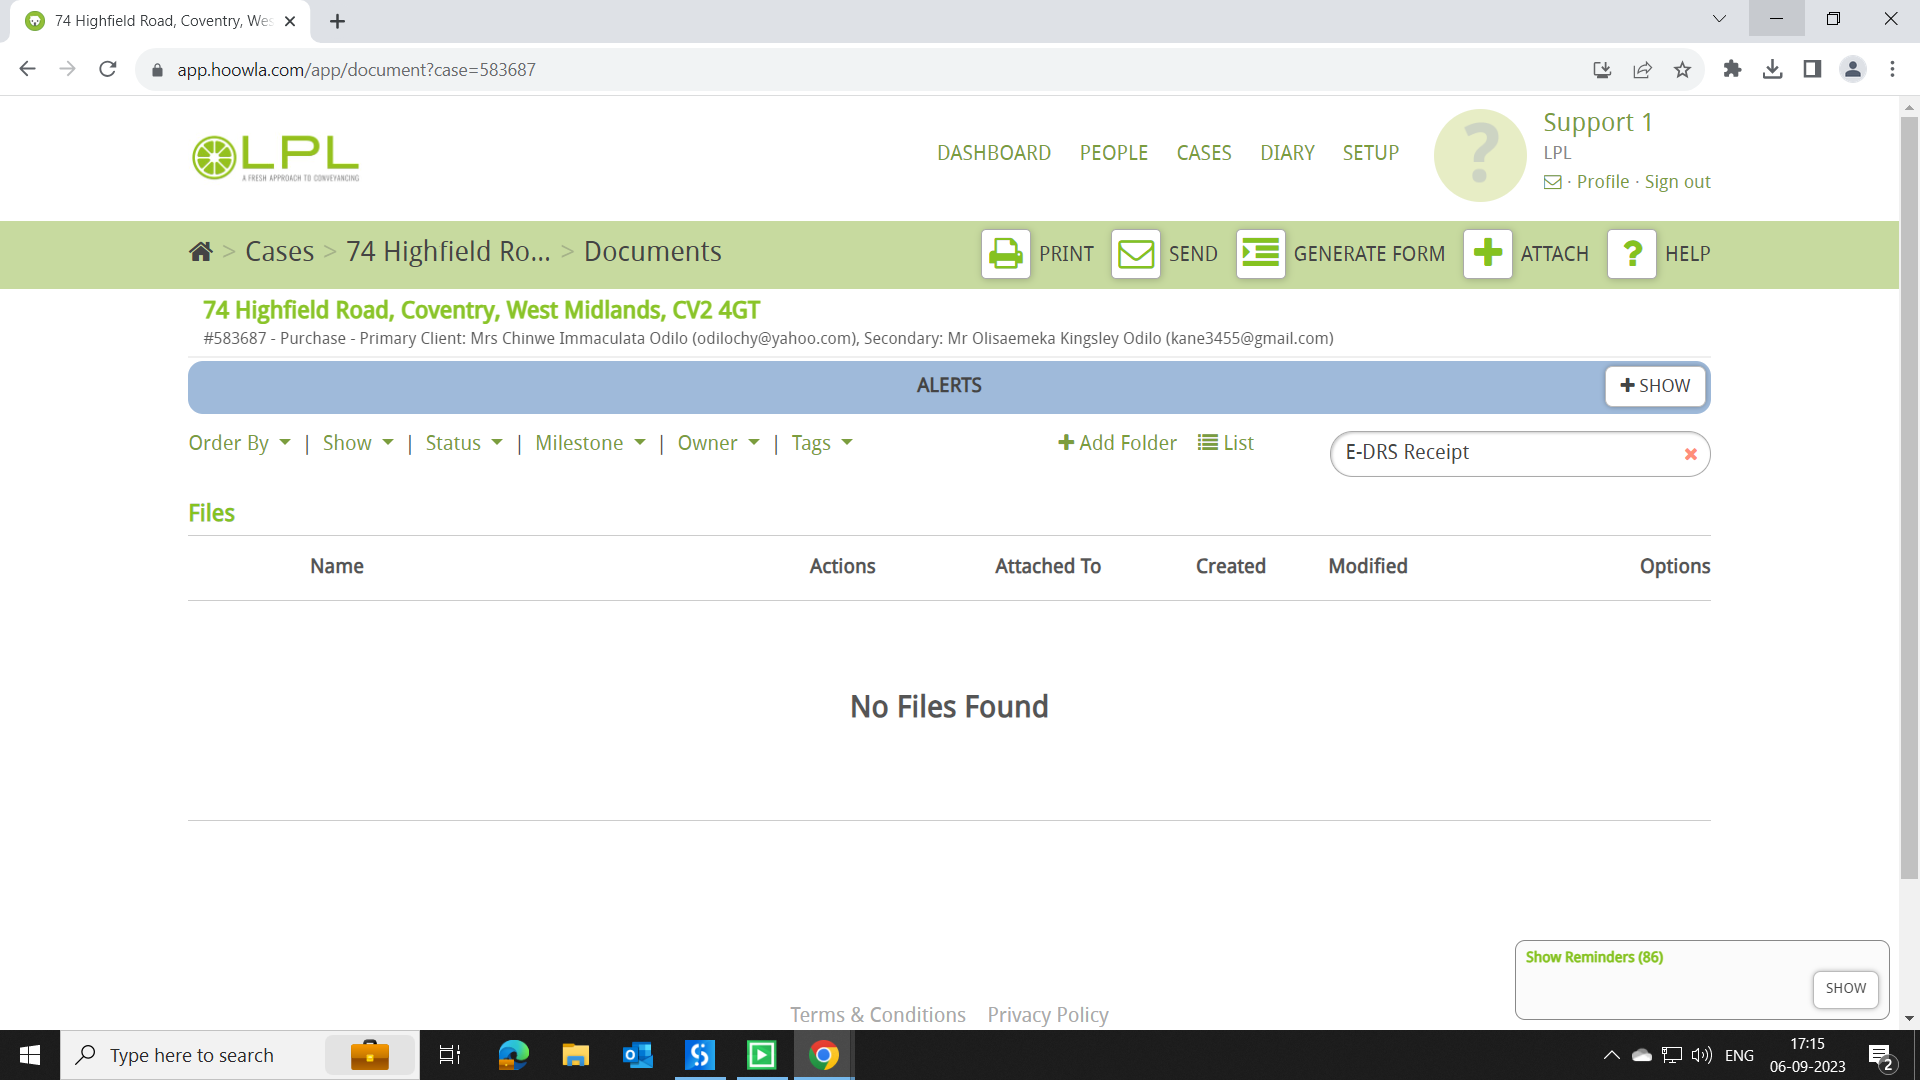 74 Highfield Road, Coventry, Wes
app.hoowla.com/app/document?case=583687
LPL
A FRESH APPROACH TO CONVEYANCING
DASHBOARD PEOPLE CASES DIARY SETUP
?
Support 1
LPL
· Profile · Sign out
> Cases > 74 Highfield Ro... > Documents
PRINT SEND GENERATE FORM ATTACH ? HELP
74 Highfield Road, Coventry, West Midlands, CV2 4GT
#583687 - Purchase - Primary Client: Mrs Chinwe Immaculata Odilo (odilochy@yahoo.com), Secondary: Mr Olisaemeka Kingsley Odilo (kane3455@gmail.com)
ALERTS
SHOW
Order By | Show | Status | Milestone | Owner | Tags
Add Folder List
E-DRS Receipt
Files
Name Actions Attached To Created Modified Options
No Files Found
Show Reminders (86)
SHOW
Terms & Conditions Privacy Policy
Type here to search
ENG
17:15
06-09-2023
2